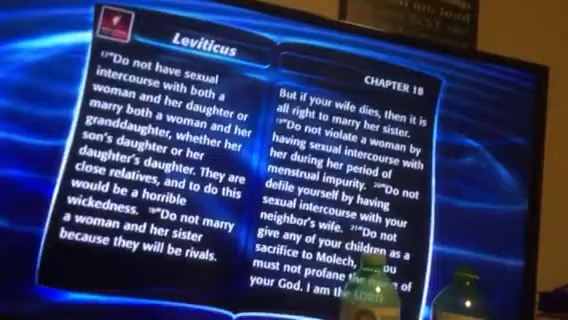 Leviticus
17"Do not have sexual
intercourse with both a
woman and her daughter or
marry both a woman and her
granddaughter, whether her
son's daughter or her
daughter's daughter. They are
close relatives, and to do this
would be a horrible
wickedness. 18"Do not marry
a woman and her sister
because they will be rivals.
CHAPTER 18
But if your wife dies, then it is
all right to marry her sister.
19"Do not violate a woman by
having sexual intercourse with
her during her period of
menstrual impurity. 20"Do not
defile yourself by having
sexual intercourse with your
neighbor's wife. 21"Do not
give any of your children as a
sacrifice to Molech,
must not profane the of
your God. I am the LORD